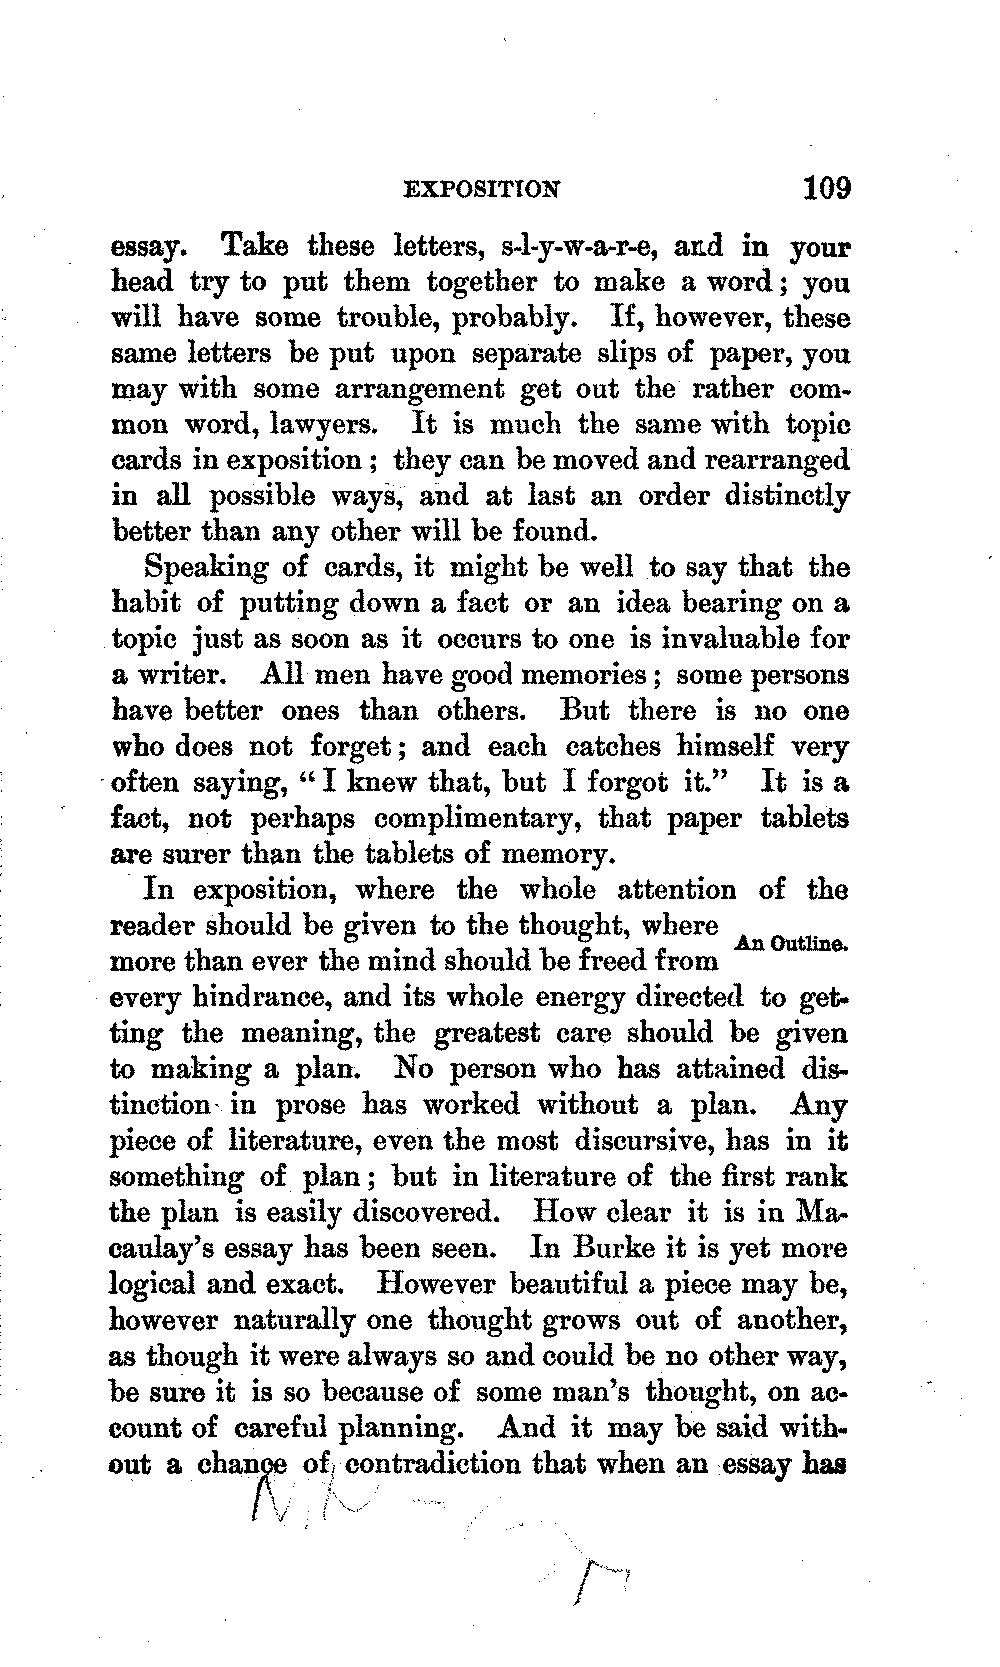 EXPOSITION 109
essay. Take these letters, s-l-y-w-a-r-e, and in your
head try to put them together to make a word; you
will have some trouble, probably. If, however, these
same letters be put upon separate slips of paper, you
may with some arrangement get out the rather com-
mon word, lawyers. It is much the same with topic
cards in exposition; they can be moved and rearranged
in all possible ways, and at last an order distinctly
better than any other will be found.
Speaking of cards, it might be well to say that the
habit of putting down a fact or an idea bearing on a
topic just as soon as it occurs to one is invaluable for
a writer. All men have good memories; some persons
have better ones than others. But there is no one
who does not forget; and each catches himself very
often saying, "I knew that, but I forgot it." It is a
fact, not perhaps complimentary, that paper tablets
are surer than the tablets of memory.
In exposition, where the whole attention of the
reader should be given to the thought, where
An Outline.
more than ever the mind should be freed from
every hindrance, and its whole energy directed to get-
ting the meaning, the greatest care should be given
to making a plan. No person who has attained dis-
tinction in prose has worked without a plan. Any
piece of literature, even the most discursive, has in it
something of plan; but in literature of the first rank
the plan is easily discovered. How clear it is in Ma-
caulay's essay has been seen. In Burke it is yet more
logical and exact. However beautiful a piece may be,
however naturally one thought grows out of another,
as though it were always so and could be no other way,
be sure it is so because of some man's thought, on ac-
count of careful planning. And it may be said with-
out a chance of contradiction that when an essay has